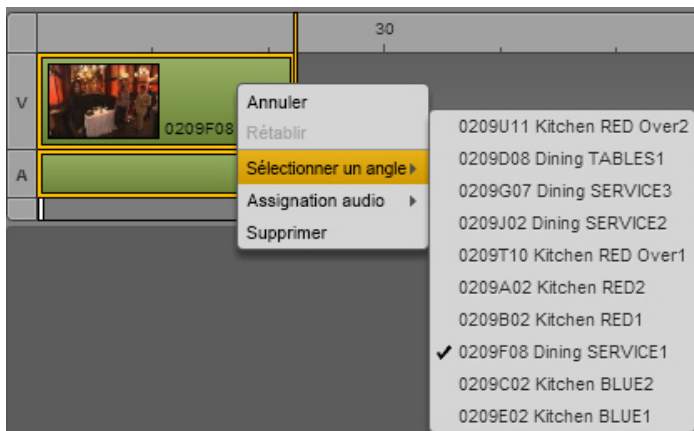 30
V
0209F08
A
Annuler
Rétablir
Sélectionner un angle
Assignation audio
Supprimer
0209U11 Kitchen RED Over2
0209D08 Dining TABLES1
0209G07 Dining SERVICE3
0209J02 Dining SERVICE2
0209T10 Kitchen RED Over1
0209A02 Kitchen RED2
0209B02 Kitchen RED1
0209F08 Dining SERVICE1
0209C02 Kitchen BLUE2
0209E02 Kitchen BLUE1